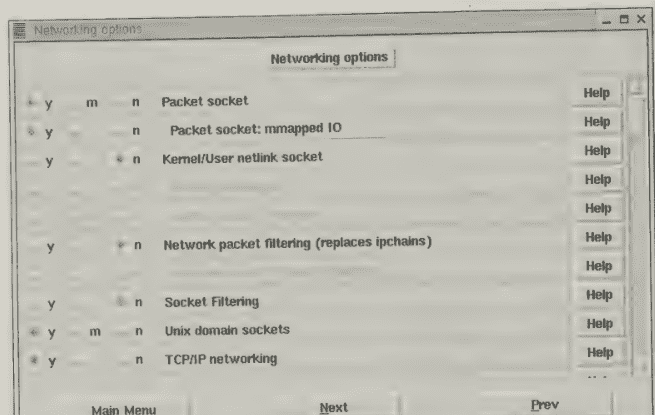 Networking options
Networking options
y m n Packet socket Help
y n Packet socket: mmapped IO Help
y n Kernel/User netlink socket Help
Help
Help
y n Network packet filtering (replaces ipchains) Help
Help
y n Socket Filtering Help
y m n Unix domain sockets Help
y n TCP/IP networking Help
Main Menu Next Prev